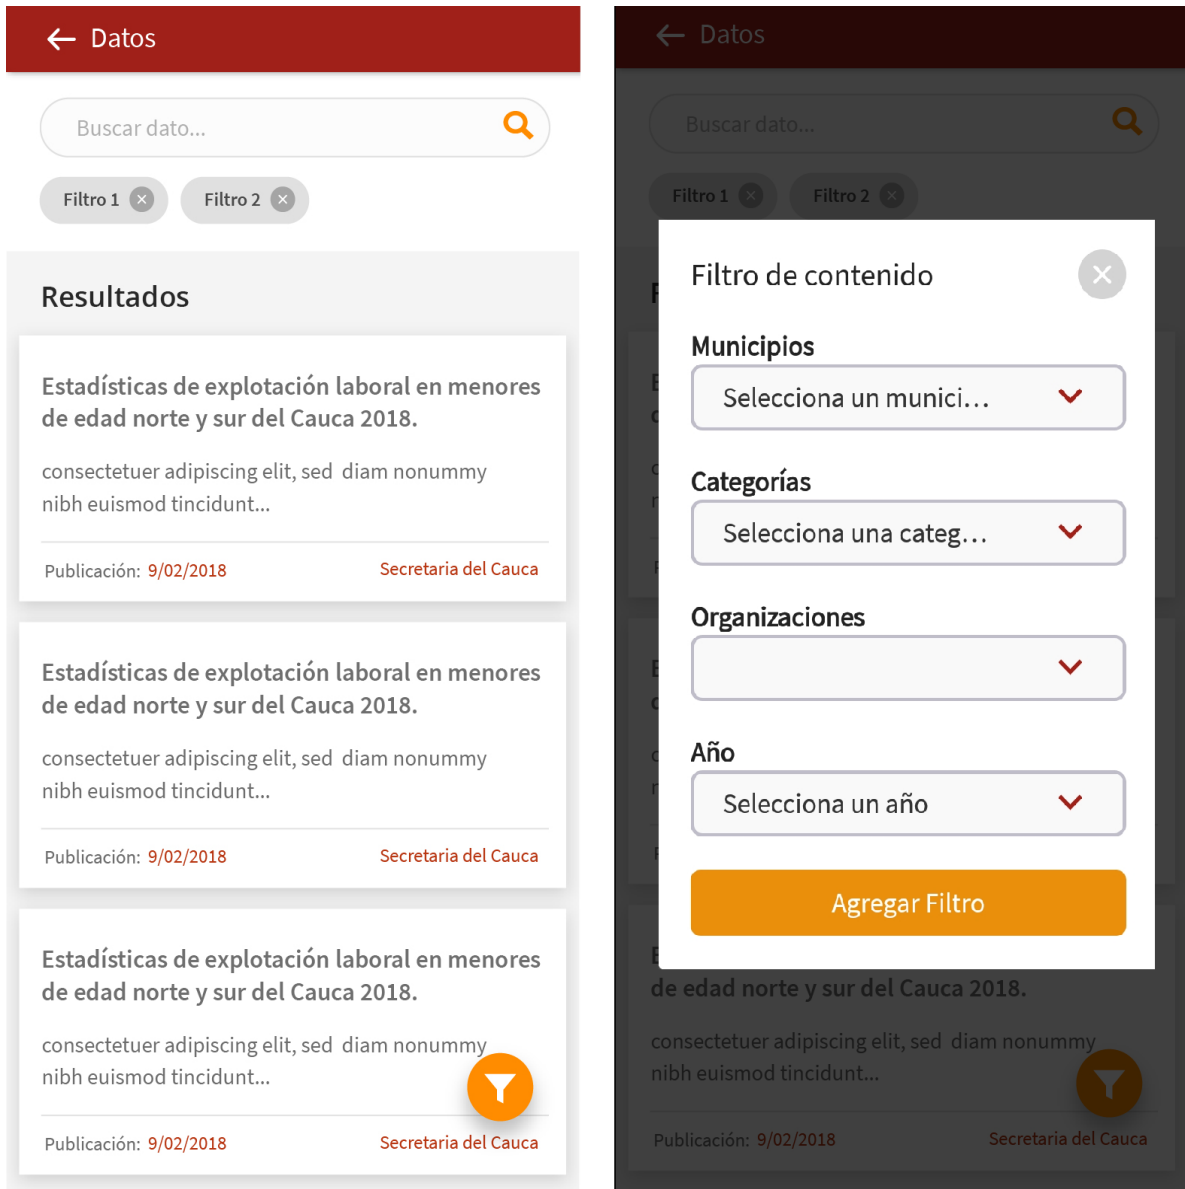 Datos
Buscar dato...
Filtro 1
Filtro 2
Resultados
Estadísticas de explotación laboral en menores
de edad norte y sur del Cauca 2018.
consectetuer adipiscing elit, sed diam nonummy
nibh euismod tincidunt...
Publicación: 9/02/2018
Secretaria del Cauca
Estadísticas de explotación laboral en menores
de edad norte y sur del Cauca 2018.
consectetuer adipiscing elit, sed diam nonummy
nibh euismod tincidunt...
Publicación: 9/02/2018
Secretaria del Cauca
Estadísticas de explotación laboral en menores
de edad norte y sur del Cauca 2018.
consectetuer adipiscing elit, sed diam nonummy
nibh euismod tincidunt...
Publicación: 9/02/2018
Secretaria del Cauca
Datos
Buscar dato...
Filtro 1
Filtro 2
Filtro de contenido
Municipios
Selecciona un munici...
Categorías
Selecciona una categ...
Organizaciones
Año
Selecciona un año
Agregar Filtro
de edad norte y sur del Cauca 2018.
consectetuer adipiscing elit, sed diam nonummy
nibh euismod tincidunt...
Publicación: 9/02/2018
Secretaria del Cauca